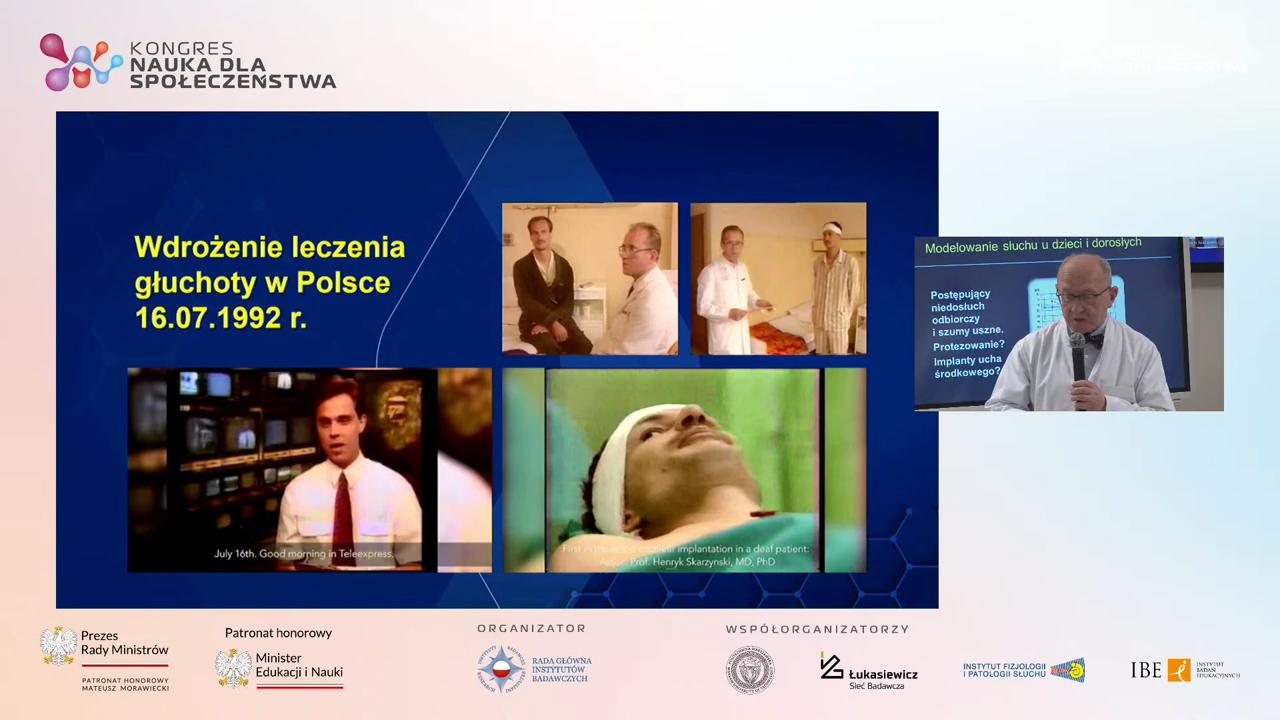 KONGRES
NAUKA DLA
SPOŁECZEŃSTWA
Wdrożenie leczenia
głuchoty w Polsce
16.07.1992 r.
July 16th. Good morning in Teleexpress.
First in the
implantation in a deaf patient:
Assoc. Prof. Henryk Skarzynski, MD, PhD
Modelowanie słuchu u dzieci i dorosłych
Postępujący
niedosłuch
odbiorczy
i szumy uszne.
Protezowanie?
Implanty ucha
środkowego?
Prezes
Rady Ministrów
PATRONAT HONOROWY
MATEUSZ MORAWIECKI
Patronat honorowy
Minister
Edukacji i Nauki
ORGANIZATOR
RADA GŁÓWNA
INSTYTUTÓW
BADAWCZYCH
WSPÓŁORGANIZATORZY
Łukasiewicz
Sieć Badawcza
INSTYTUT FIZJOLOGII
I PATOLOGII SŁUCHU
IBE
INSTYTUT
BADAŃ
EDUKACYJNYCH